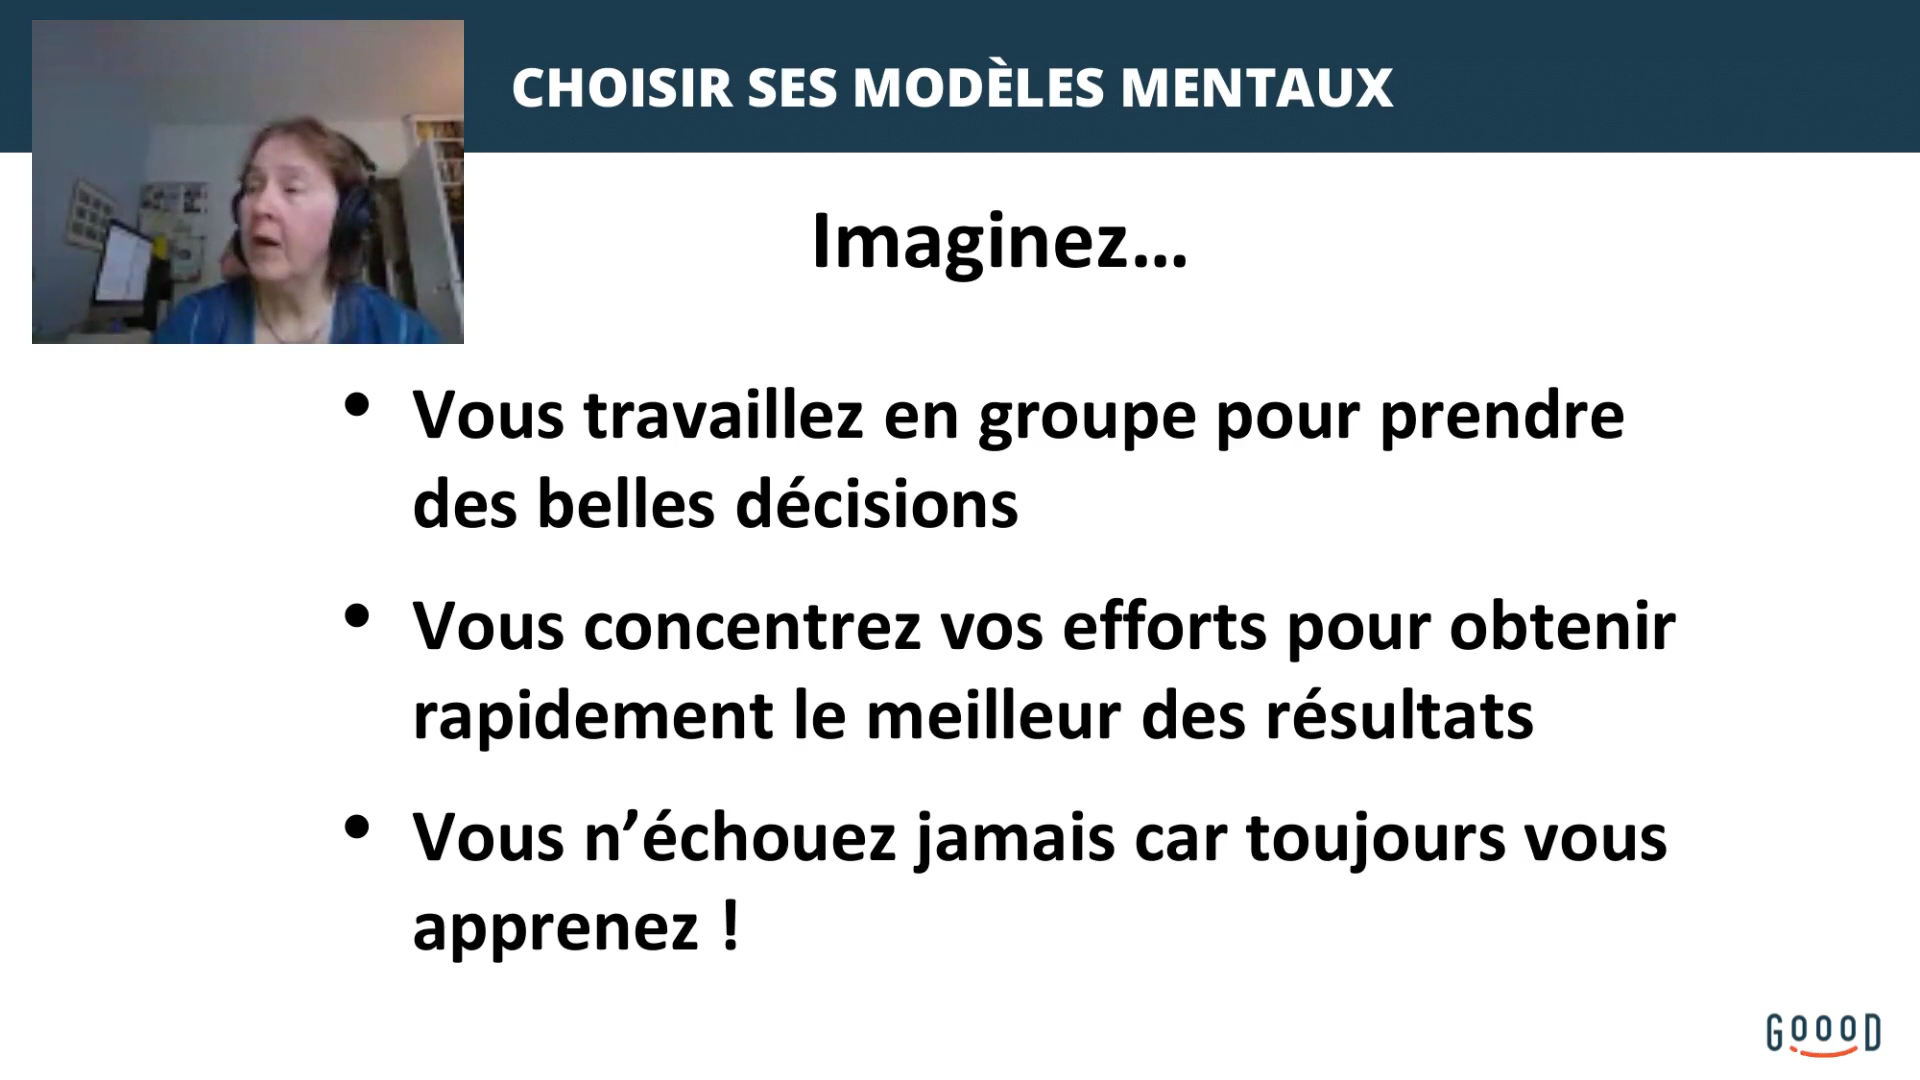 CHOISIR SES MODÈLES MENTAUX
Imaginez...
• Vous travaillez en groupe pour prendre
des belles décisions
• Vous concentrez vos efforts pour obtenir
rapidement le meilleur des résultats
• Vous n’échouez jamais car toujours vous
apprenez !
GOOOD